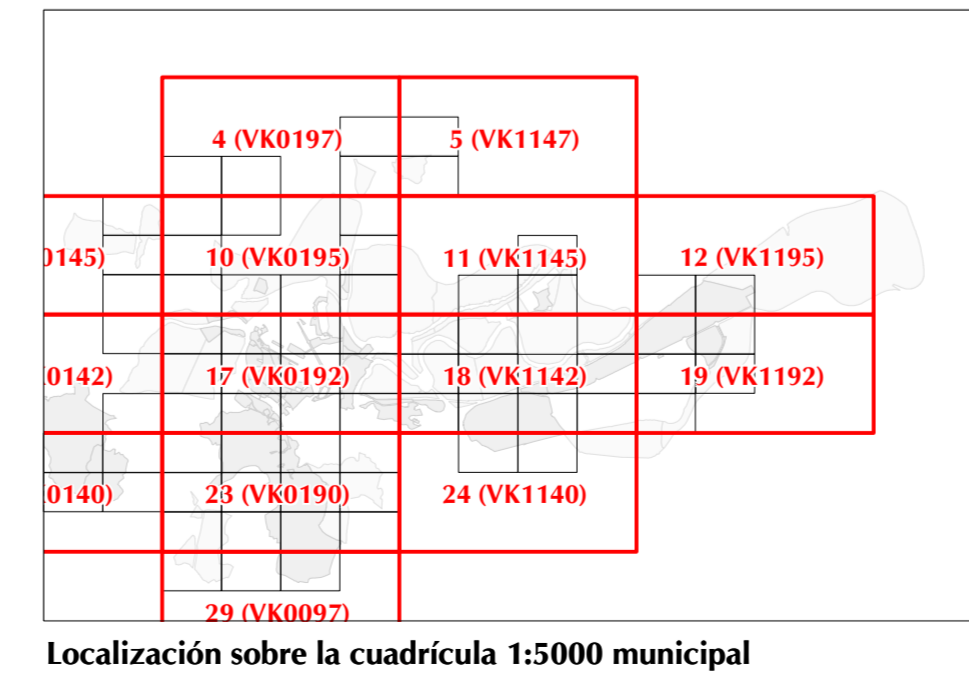 4 (VK0197) 5 (VK1147)
0145) 10 (VK0195) 11 (VK1145) 12 (VK1195)
0142) 17 (VK0192) 18 (VK1142) 19 (VK1192)
0140) 23 (VK0190) 24 (VK1140)
29 (VK0097)
Localización sobre la cuadrícula 1:5000 municipal